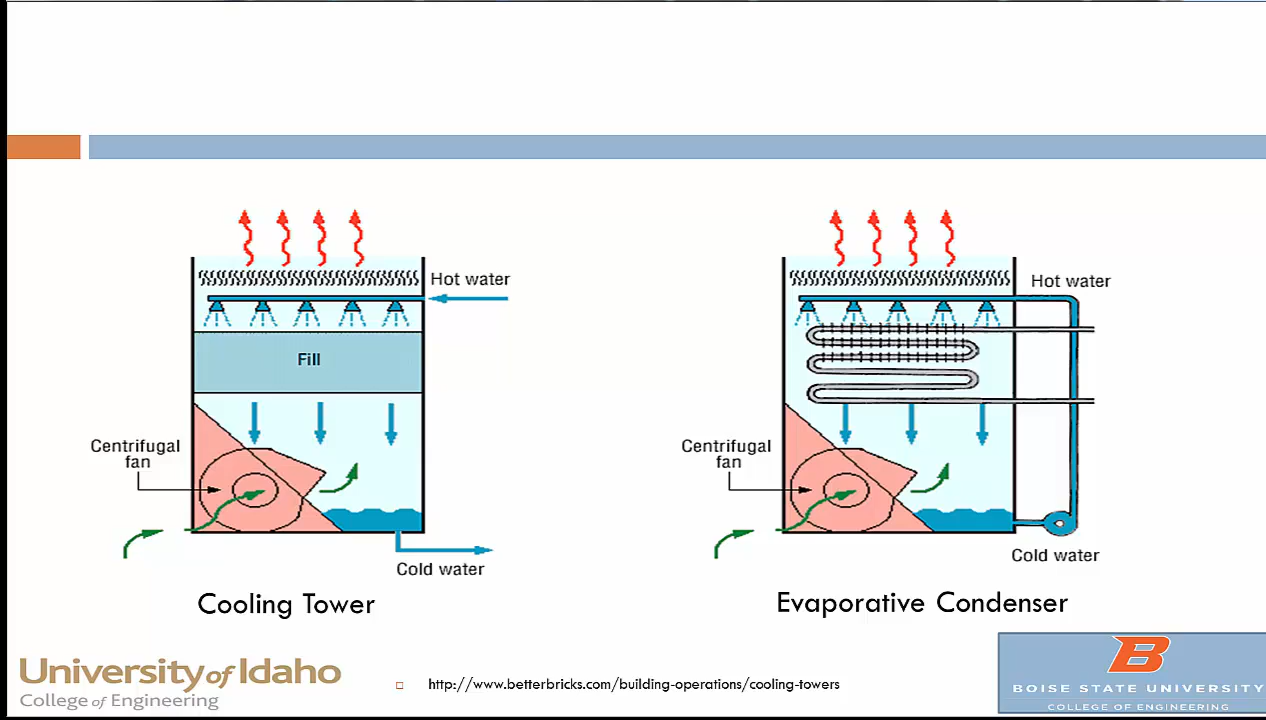 Hot water
Fill
Centrifugal
fan
Cold water
Cooling Tower
Hot water
Centrifugal
fan
Cold water
Evaporative Condenser
University of Idaho
College of Engineering
http://www.betterbricks.com/building-operations/cooling-towers
B
BOISE STATE UNIVERSITY
COLLEGE OF ENGINEERING